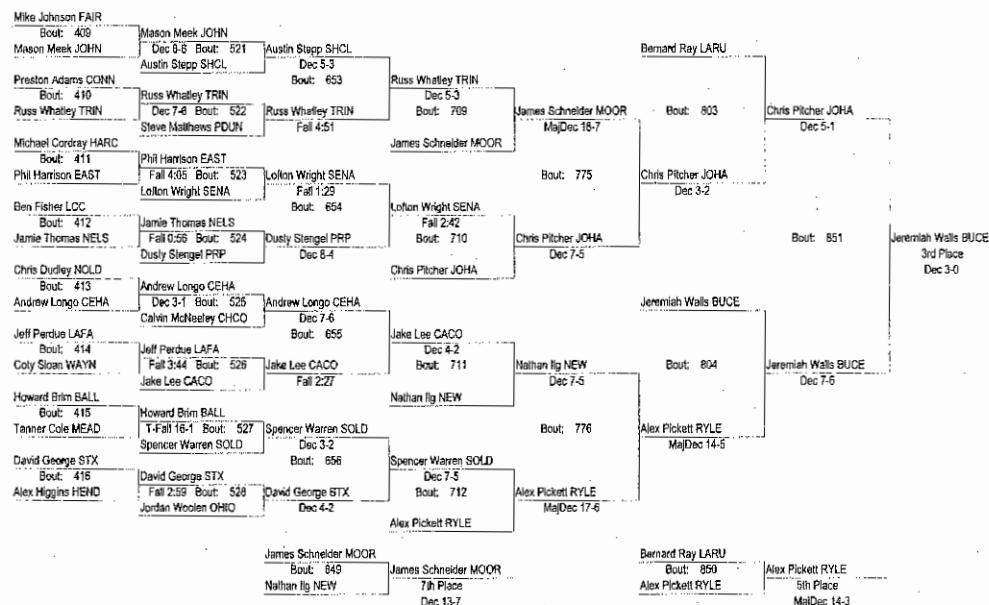 Mike Johnson FAIR
Bout: 409
Mason Meek JOHN
Mason Meek JOHN
Dec 8-6 Bout: 521
Austin Stepp SHCL
Austin Stepp SHCL
Dec 5-3
Bout: 653
Preston Adams CONN
Bout: 410
Russ Whatley TRIN
Russ Whatley TRIN
Dec 7-6 Bout: 522
Steve Matthews PDUN
Russ Whatley TRIN
Fall 4:51
Russ Whatley TRIN
Dec 5-3
Bout: 709
James Schneider MOOR
James Schneider MOOR
MajDec 16-7
Bout: 775
Michael Cordray HARC
Bout: 411
Phil Harrison EAST
Phil Harrison EAST
Fall 4:05 Bout: 523
Lofton Wright SENA
Lofton Wright SENA
Fall 1:29
Bout: 654
Ben Fisher LCC
Bout: 412
Jamie Thomas NELS
Jamie Thomas NELS
Fall 0:56 Bout: 524
Dusty Stengel PRP
Dusty Stengel PRP
Dec 8-4
Lofton Wright SENA
Fall 2:42
Bout: 710
Chris Pitcher JOHA
Chris Pitcher JOHA
Dec 7-5
Bernard Ray LARU
Bout: 803
Chris Pitcher JOHA
Dec 3-2
Chris Pitcher JOHA
Dec 5-1
Bout: 851
Jeremiah Walls BUCE
3rd Place
Dec 3-0
Chris Dudley NOLD
Bout: 413
Andrew Longo CEHA
Andrew Longo CEHA
Dec 3-1 Bout: 525
Calvin McNeeley CHCO
Andrew Longo CEHA
Dec 7-6
Bout: 655
Jeff Perdue LAFA
Bout: 414
Coty Sloan WAYN
Jeff Perdue LAFA
Fall 3:44 Bout: 526
Jake Lee CACO
Jake Lee CACO
Fall 2:27
Jake Lee CACO
Dec 4-2
Bout: 711
Nathan Ilg NEW
Nathan Ilg NEW
Dec 7-5
Bout: 776
Howard Brim BALL
Bout: 415
Tanner Cole MEAD
Howard Brim BALL
T-Fall 16-1 Bout: 527
Spencer Warren SOLD
Spencer Warren SOLD
Dec 3-2
Bout: 656
David George STX
Bout: 416
Alex Higgins HEND
David George STX
Fall 2:59 Bout: 528
Jordan Woolen OHIO
David George STX
Dec 4-2
Spencer Warren SOLD
Dec 7-5
Bout: 712
Alex Pickett RYLE
Alex Pickett RYLE
MajDec 17-6
Jeremiah Walls BUCE
Bout: 804
Alex Pickett RYLE
MajDec 14-5
Jeremiah Walls BUCE
Dec 7-6
James Schneider MOOR
Bout: 849
Nathan Ilg NEW
James Schneider MOOR
7th Place
Dec 13-7
Bernard Ray LARU
Bout: 850
Alex Pickett RYLE
Alex Pickett RYLE
5th Place
MajDec 14-3